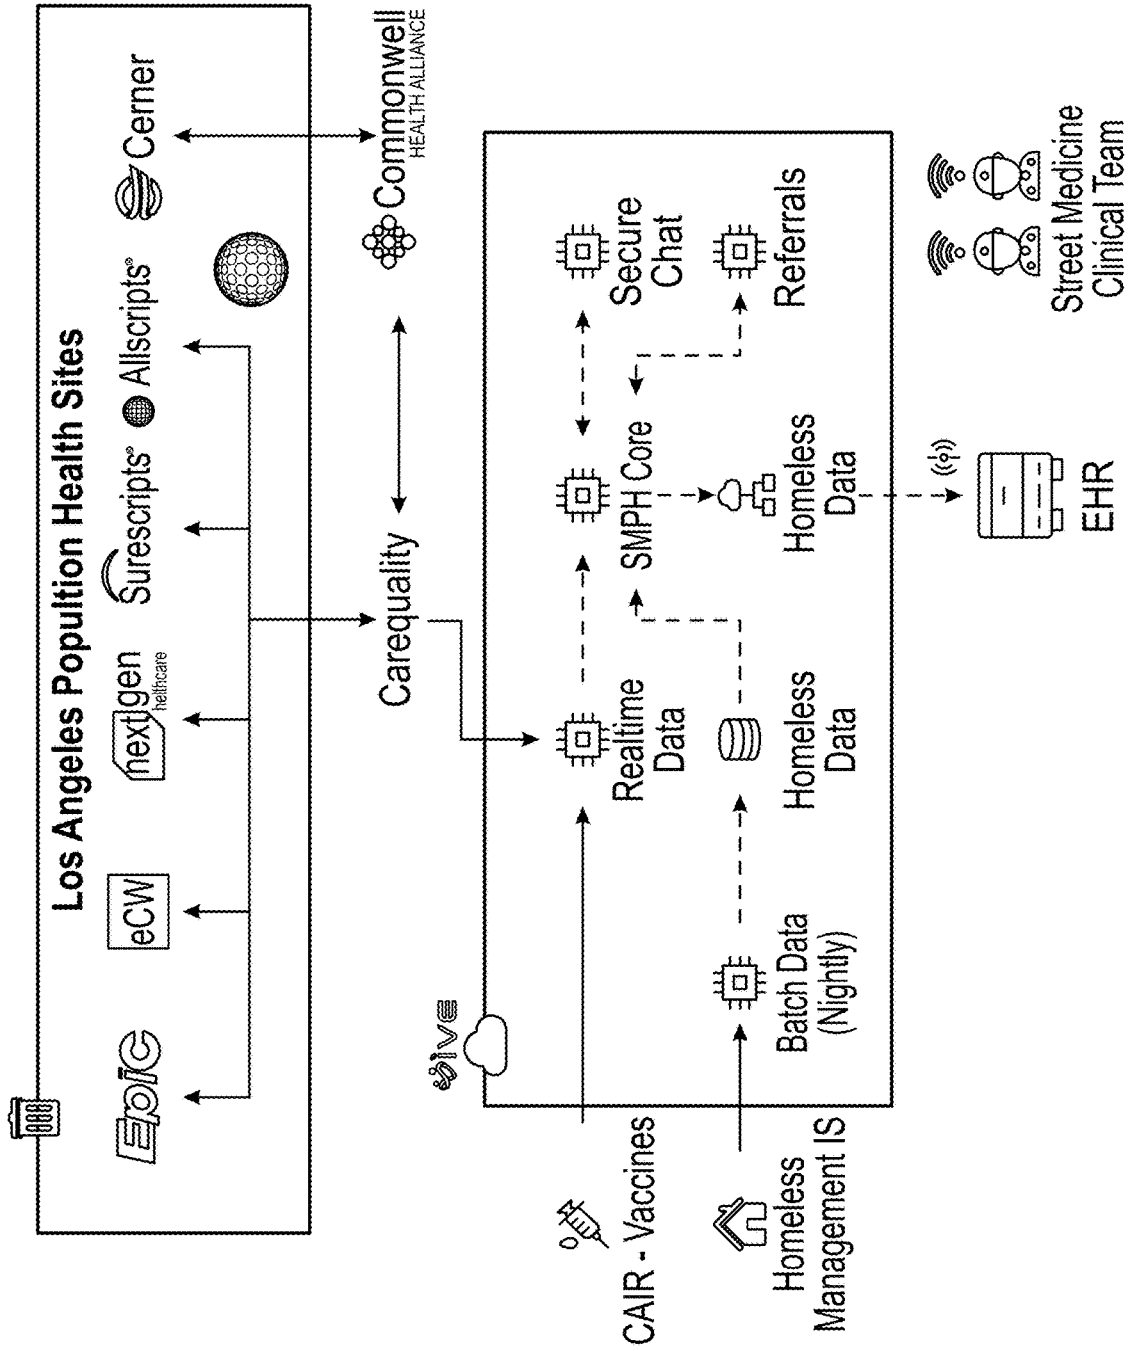 Los Angeles Popultion Health Sites
Epic
eCW
nextgen
helthcare
Surescripts®
Allscripts®
Cerner
Carequality
Commonwell
HEALTH ALLIANCE
CAIR - Vaccines
Realtime
Data
SMPH Core
Secure
Chat
Homeless
Management IS
Batch Data
(Nightly)
Homeless
Data
Homeless
Data
Referrals
EHR
Street Medicine
Clinical Team